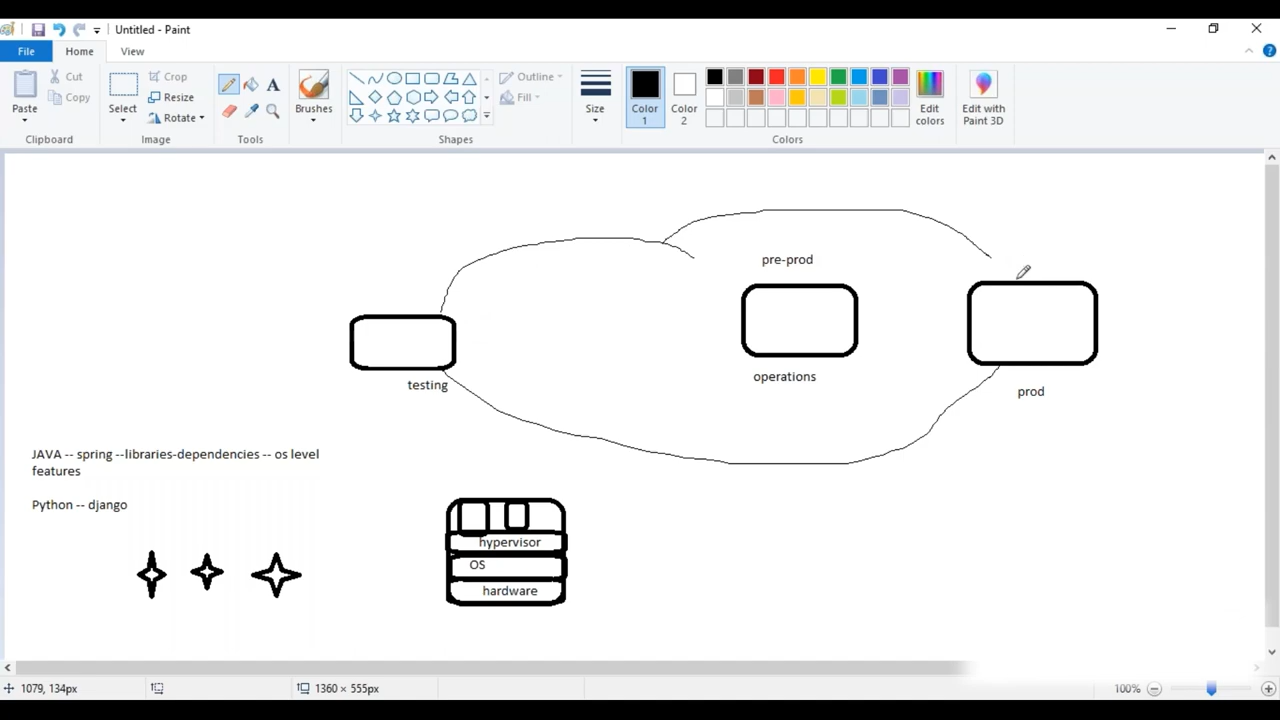 Untitled - Paint
File
Home
View
Paste
Cut
Copy
Clipboard
Select
Crop
Resize
Rotate
Image
A
Tools
Brushes
Outline
Fill
Shapes
Size
Color 1
Color 2
Edit colors
Colors
Edit with Paint 3D
pre-prod
testing
operations
prod
JAVA -- spring --libraries-dependencies -- os level
features
Python -- django
hypervisor
OS
hardware
1079, 134px
1360 × 555px
100%